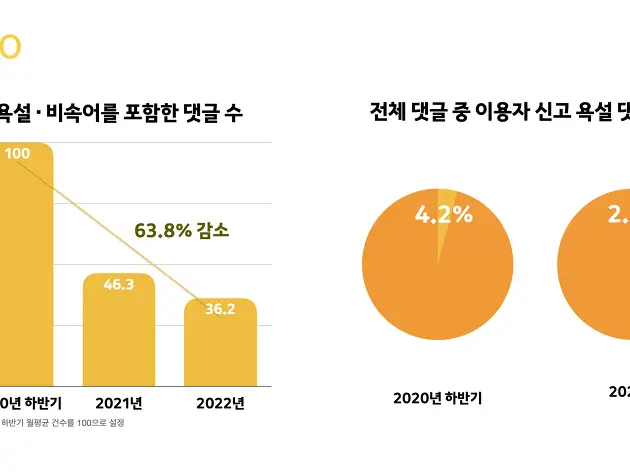 o
욕설 · 비속어를 포함한 댓글 수
전체 댓글 중 이용자 신고 욕설 댓
100
63.8% 감소
46.3
36.2
4.2%
2.
0년 하반기
2021년
2022년
2020년 하반기
202
하반기 월평균 건수를 100으로 설정